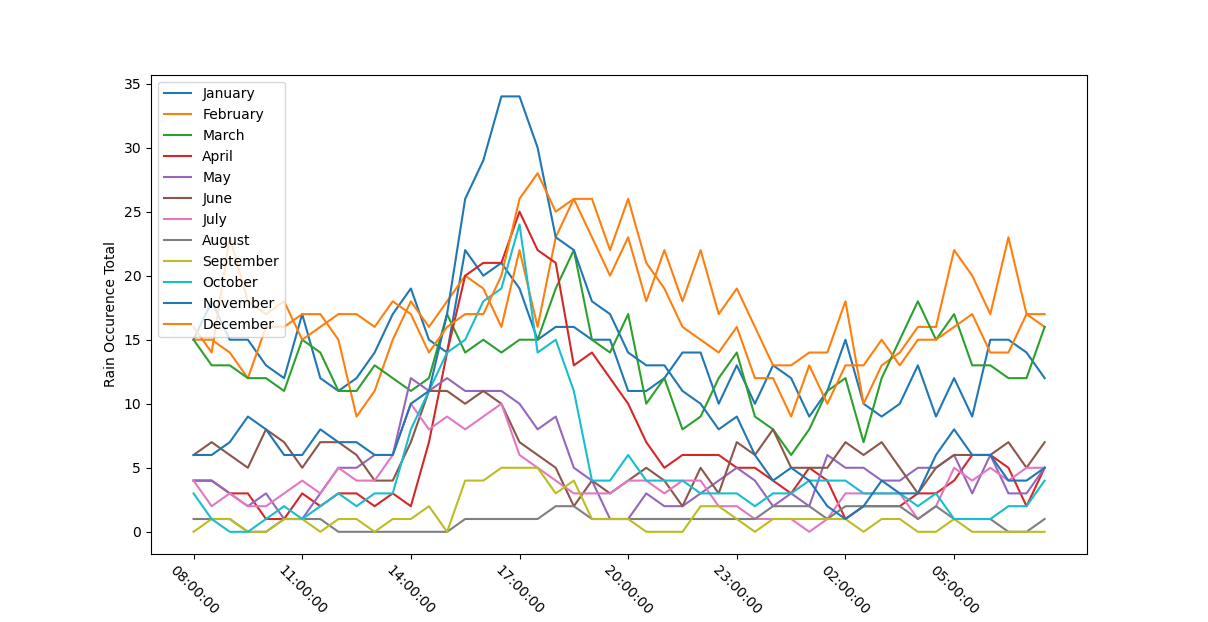 35
30
25
20
15
10
5
0
Rain Occurence Total
January
February
March
April
May
June
July
August
September
October
November
December
08:00:00
11:00:00
14:00:00
17:00:00
20:00:00
23:00:00
02:00:00
05:00:00